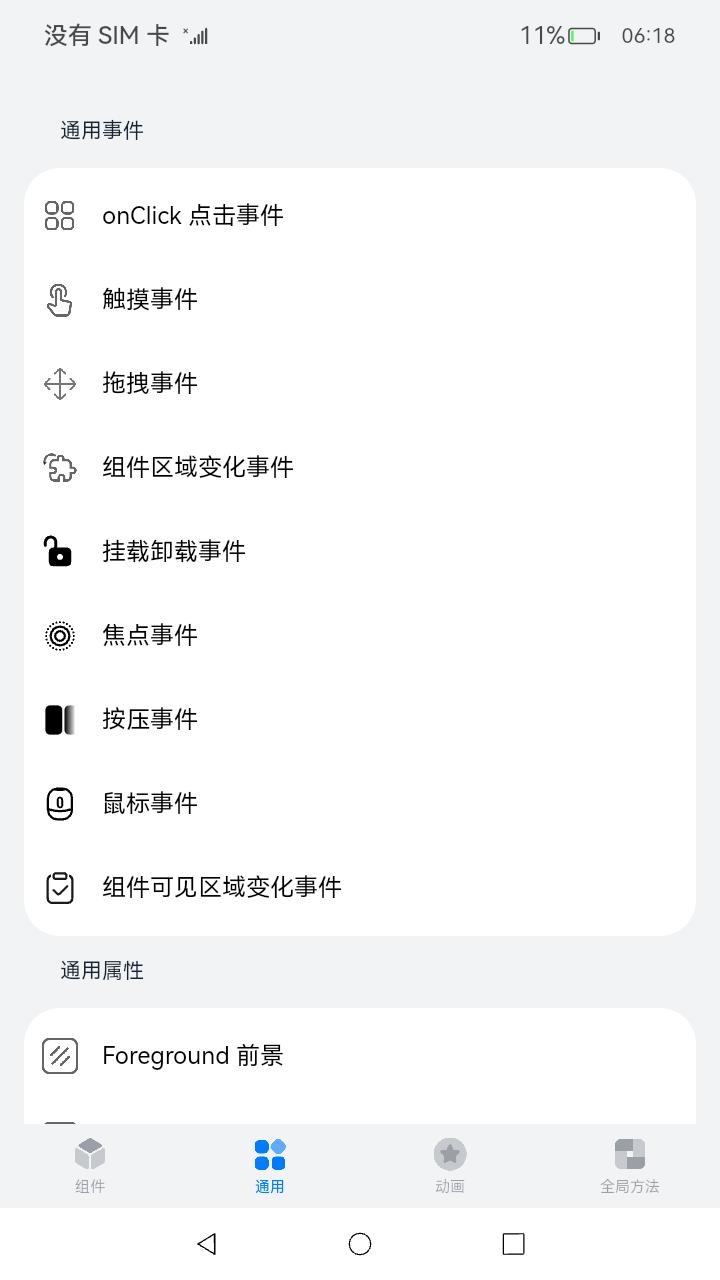 没有 SIM 卡 11% 06:18
通用事件
onClick 点击事件
触摸事件
拖拽事件
组件区域变化事件
挂载卸载事件
焦点事件
按压事件
鼠标事件
组件可见区域变化事件
通用属性
Foreground 前景
组件 通用 动画 全局方法